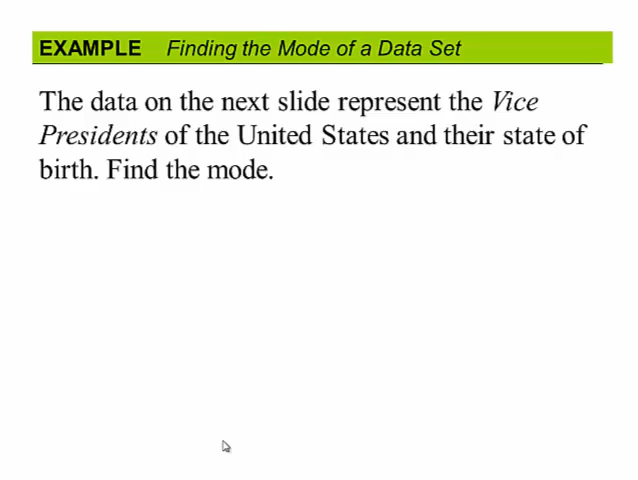 EXAMPLE Finding the Mode of a Data Set
The data on the next slide represent the Vice
Presidents of the United States and their state of
birth. Find the mode.